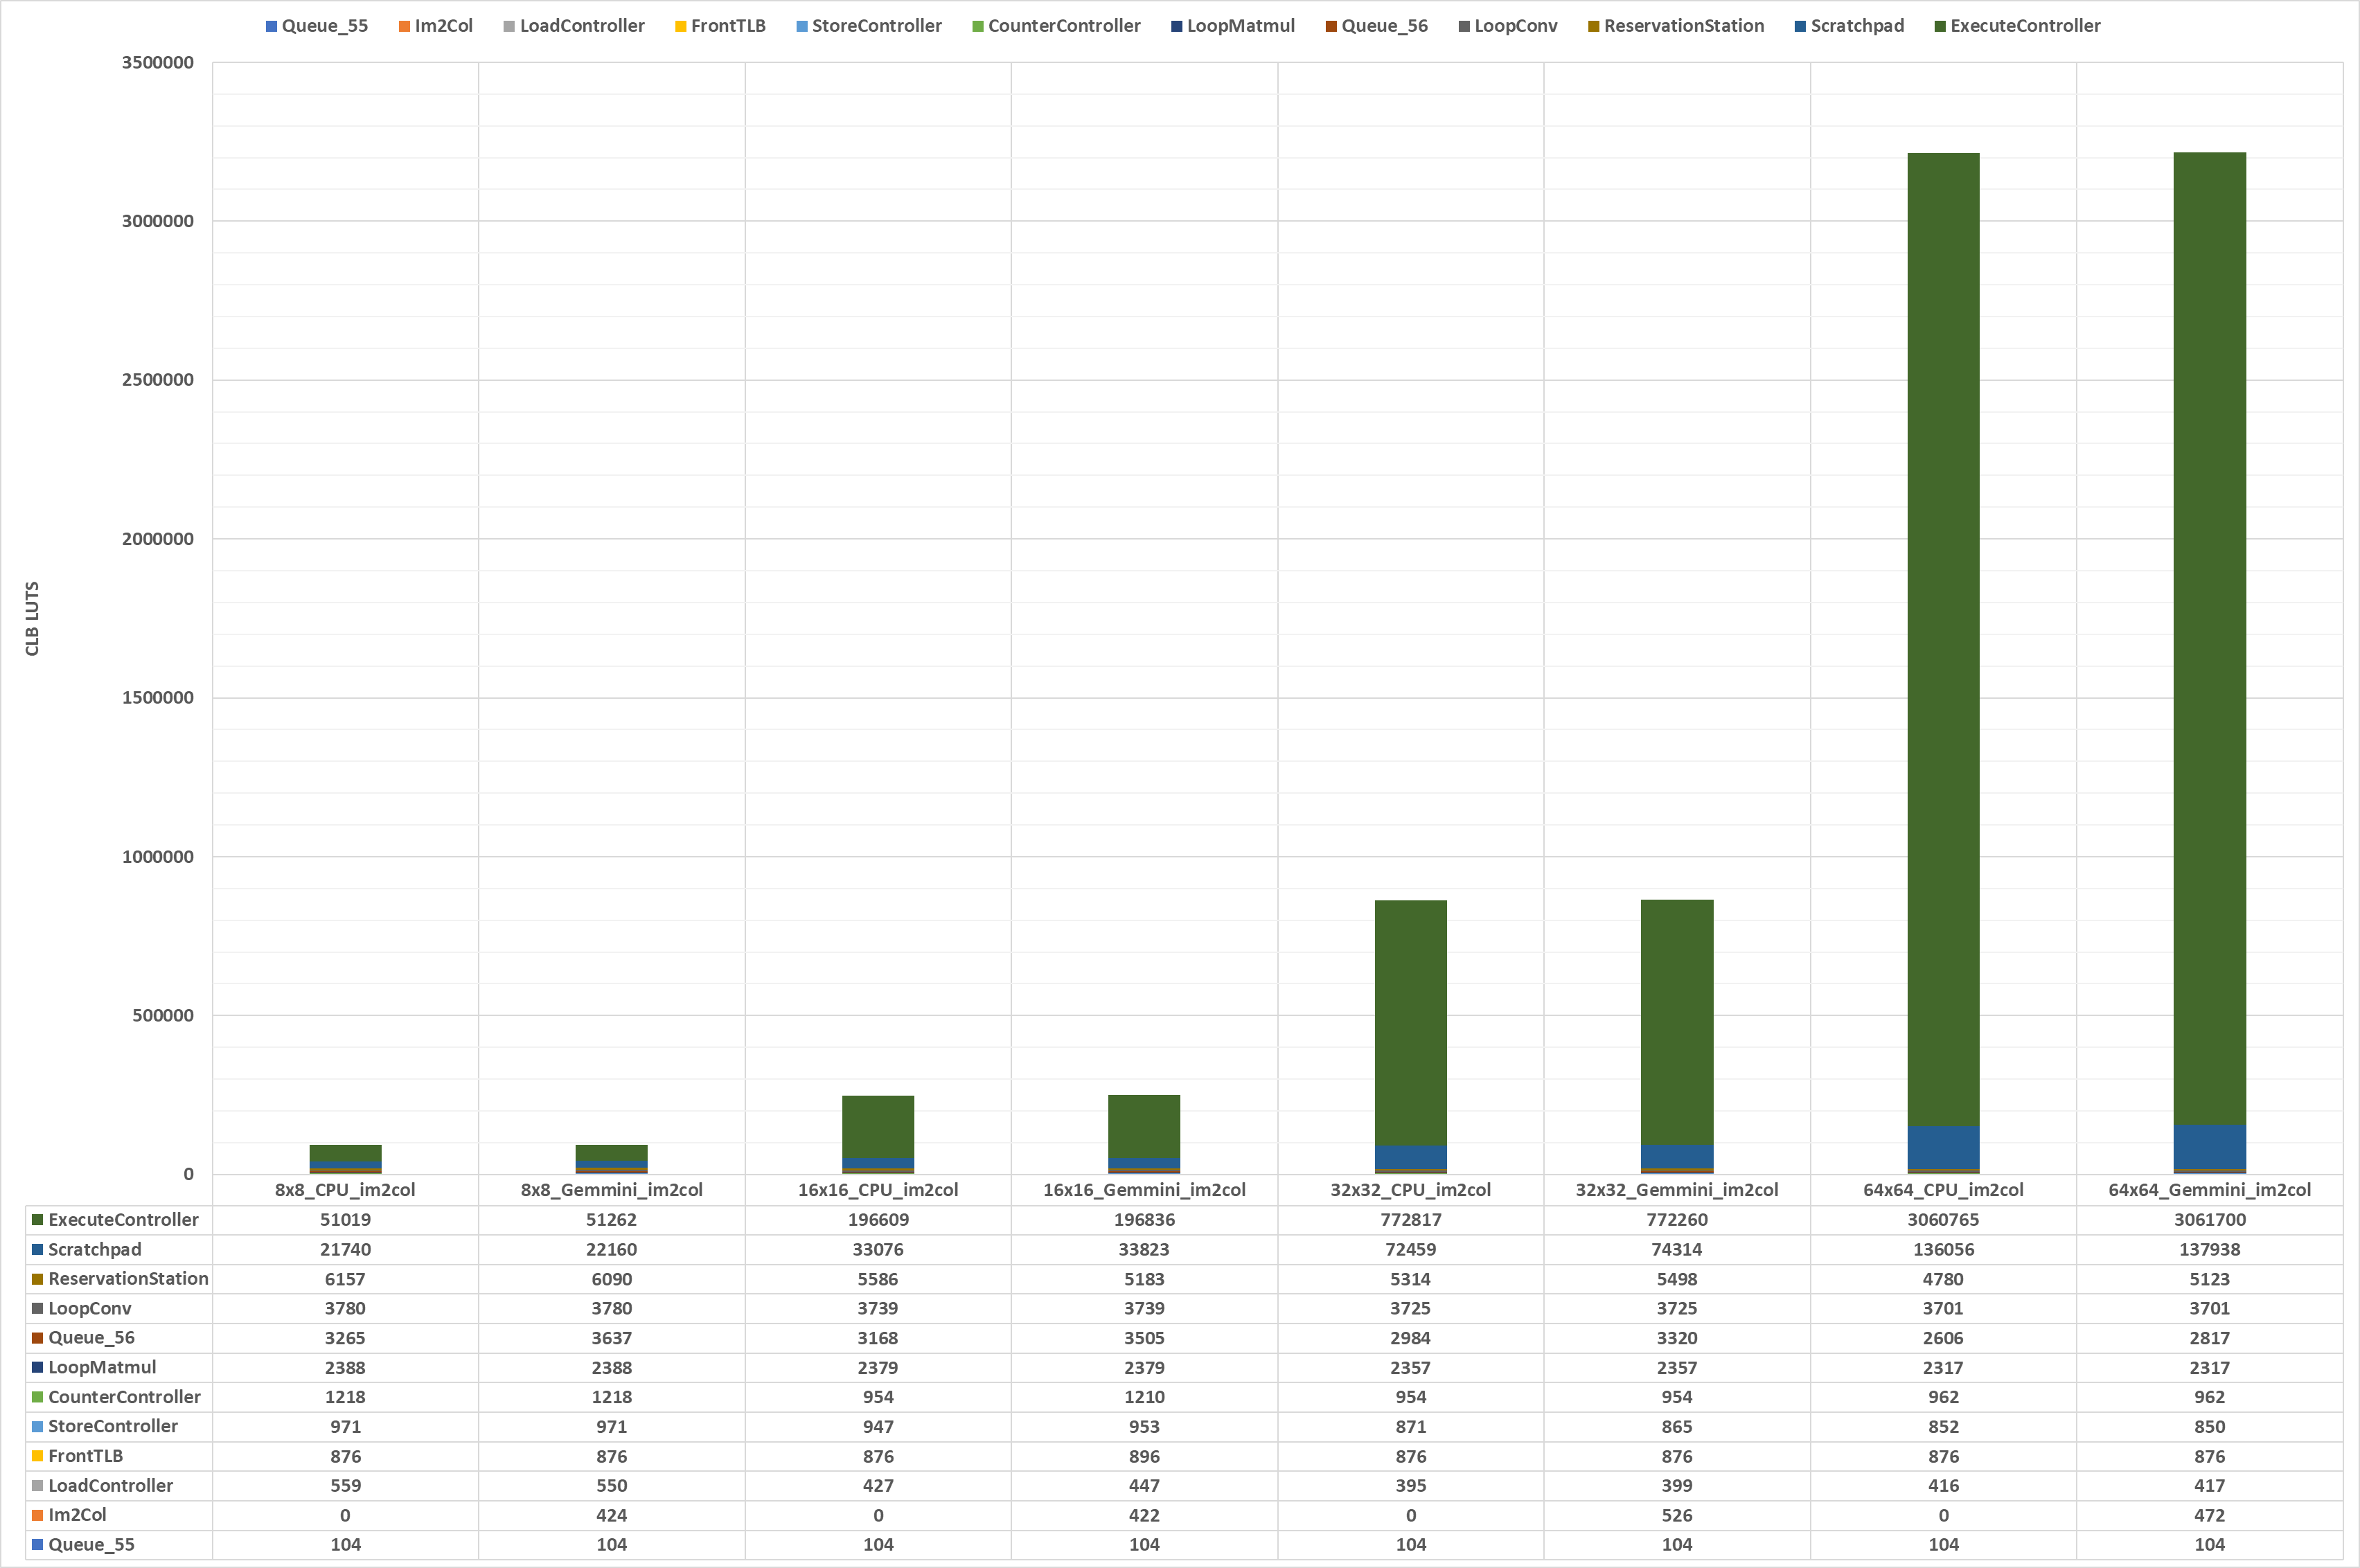 Queue_55 Im2Col LoadController FrontTLB StoreController CounterController LoopMatmul Queue_56 LoopConv ReservationStation Scratchpad ExecuteController
3500000
3000000
2500000
2000000
1500000
1000000
500000
0
CLB LUTS
8x8_CPU_im2col 8x8_Gemmini_im2col 16x16_CPU_im2col 16x16_Gemmini_im2col 32x32_CPU_im2col 32x32_Gemmini_im2col 64x64_CPU_im2col 64x64_Gemmini_im2col
ExecuteController 51019 51262 196609 196836 772817 772260 3060765 3061700
Scratchpad 21740 22160 33076 33823 72459 74314 136056 137938
ReservationStation 6157 6090 5586 5183 5314 5498 4780 5123
LoopConv 3780 3780 3739 3739 3725 3725 3701 3701
Queue_56 3265 3637 3168 3505 2984 3320 2606 2817
LoopMatmul 2388 2388 2379 2379 2357 2357 2317 2317
CounterController 1218 1218 954 1210 954 954 962 962
StoreController 971 971 947 953 871 865 852 850
FrontTLB 876 876 876 896 876 876 876 876
LoadController 559 550 427 447 395 399 416 417
Im2Col 0 424 0 422 0 526 0 472
Queue_55 104 104 104 104 104 104 104 104